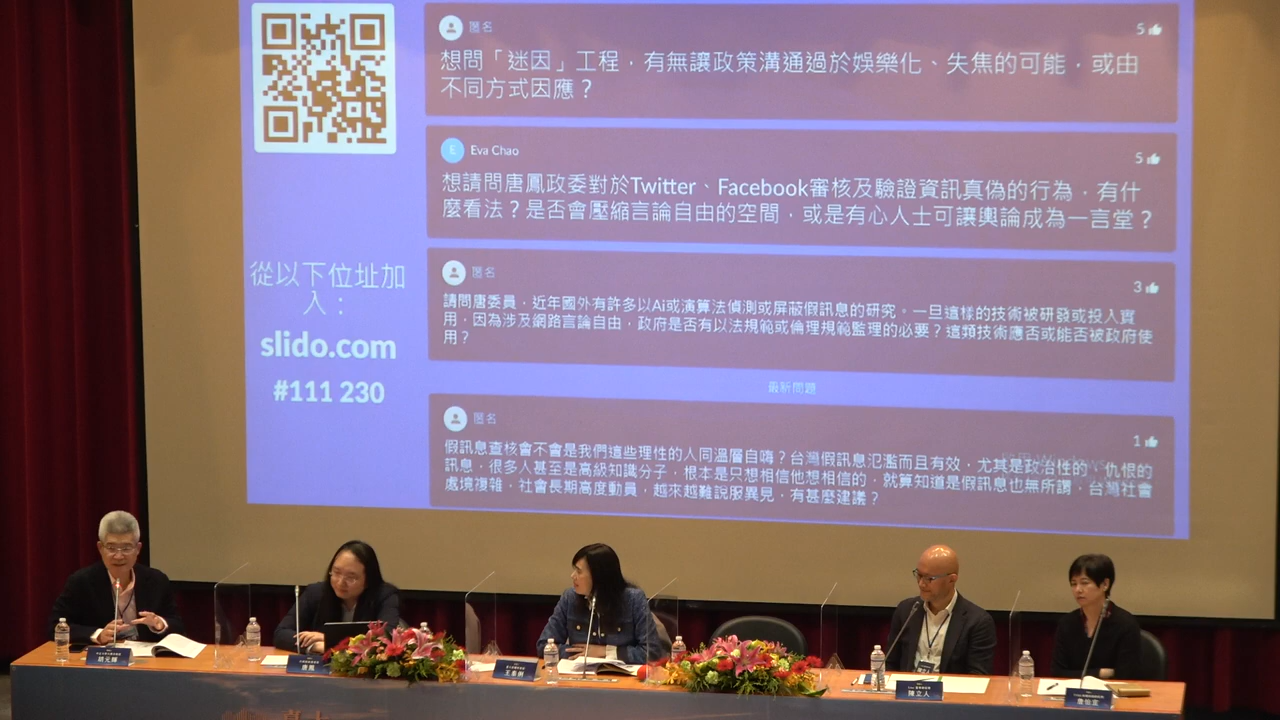 匿名
5
想問「迷因」工程，有無讓政策溝通過於娛樂化、失焦的可能，或由
不同方式因應？
E
Eva Chao
5
想請問唐鳳政委對於Twitter、Facebook審核及驗證資訊真偽的行為，有什
麼看法？是否會壓縮言論自由的空間，或是有心人士可讓輿論成為一言堂？
從以下位址加
入：
slido.com
#111 230
匿名
3
請問唐委員，近年國外有許多以Ai或演算法偵測或屏蔽假訊息的研究。一旦這樣的技術被研發或投入實
用，因為涉及網路言論自由，政府是否有以法規範或倫理規範監理的必要？這類技術應否或能否被政府使
用？
最新問題
匿名
1
假訊息查核會不會是我們這些理性的人同溫層自嗨？台灣假訊息氾濫而且有效，尤其是政治性的、仇恨的
訊息，很多人甚至是高級知識分子，根本是只想相信他想相信的，就算知道是假訊息也無所謂，台灣社會
處境複雜，社會長期高度動員，越來越難說服異見，有甚麼建議？
胡元輝
唐鳳
陳立人